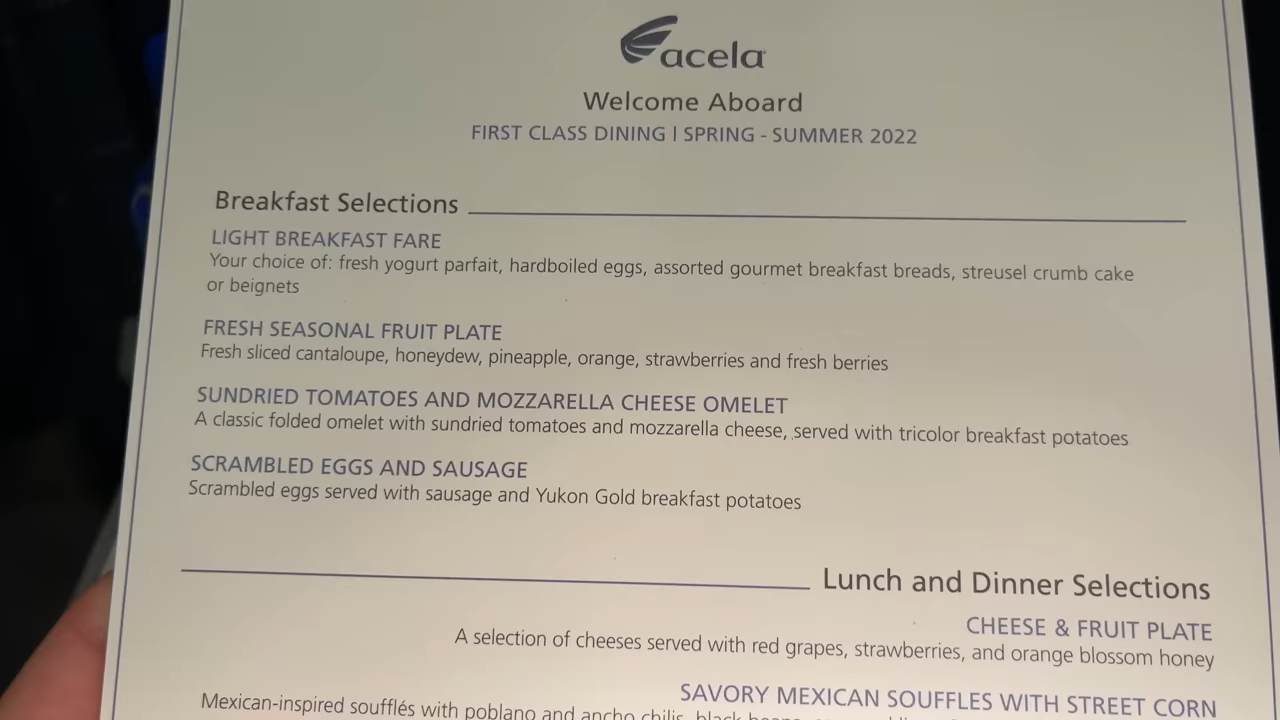 acela
Welcome Aboard
FIRST CLASS DINING | SPRING - SUMMER 2022
Breakfast Selections
LIGHT BREAKFAST FARE
Your choice of: fresh yogurt parfait, hardboiled eggs, assorted gourmet breakfast breads, streusel crumb cake
or beignets
FRESH SEASONAL FRUIT PLATE
Fresh sliced cantaloupe, honeydew, pineapple, orange, strawberries and fresh berries
SUNDRIED TOMATOES AND MOZZARELLA CHEESE OMELET
A classic folded omelet with sundried tomatoes and mozzarella cheese, served with tricolor breakfast potatoes
SCRAMBLED EGGS AND SAUSAGE
Scrambled eggs served with sausage and Yukon Gold breakfast potatoes
Lunch and Dinner Selections
CHEESE & FRUIT PLATE
A selection of cheeses served with red grapes, strawberries, and orange blossom honey
SAVORY MEXICAN SOUFFLES WITH STREET CORN
Mexican-inspired soufflés with poblano and ancho chilis, black